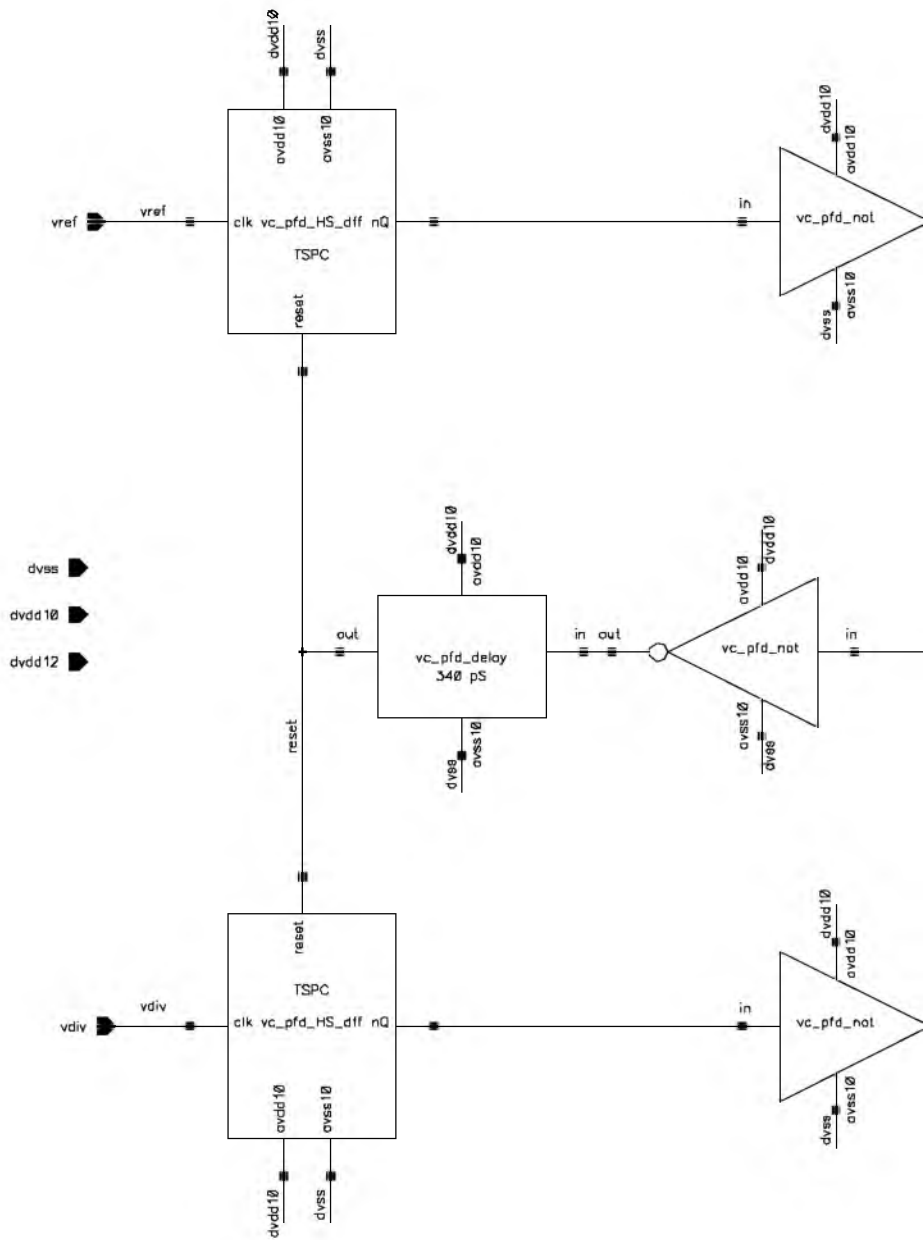 dvdd10
dvss
avdd10
avss10
vref
vref
clk vc_pfd_HS_dff nQ
TSPC
reset
in
vc_pfd_not
dvdd10
avdd10
dvss
avss10
dvss
dvdd10
dvdd12
reset
out
vc_pfd_delay
340 pS
dvdd10
avdd10
dvss
avss10
in
out
vc_pfd_not
in
avdd10
dvdd10
avss10
dvss
reset
TSPC
vdiv
vdiv
clk vc_pfd_HS_dff nQ
avdd10
avss10
dvdd10
dvss
in
vc_pfd_not
dvdd10
avdd10
dvss
avss10